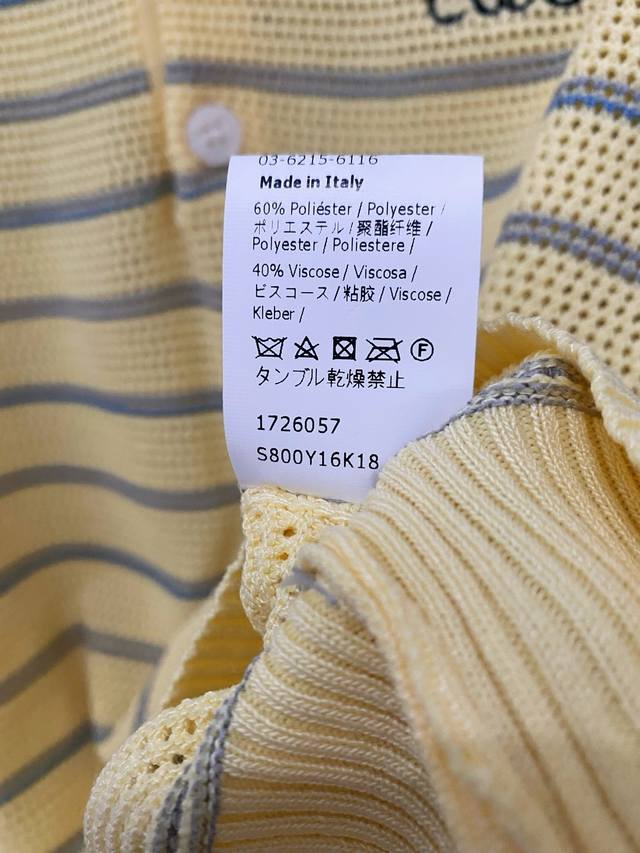 03-6215-6116
Made in Italy
60% Poliéster / Polyester /
ポリエステル / 聚酯纤维 /
Polyester / Poliestere /
40% Viscose / Viscosa /
ビスコース / 粘胶 / Viscose /
Kleber /
F
タンブル乾燥禁止
1726057
S800Y16K18